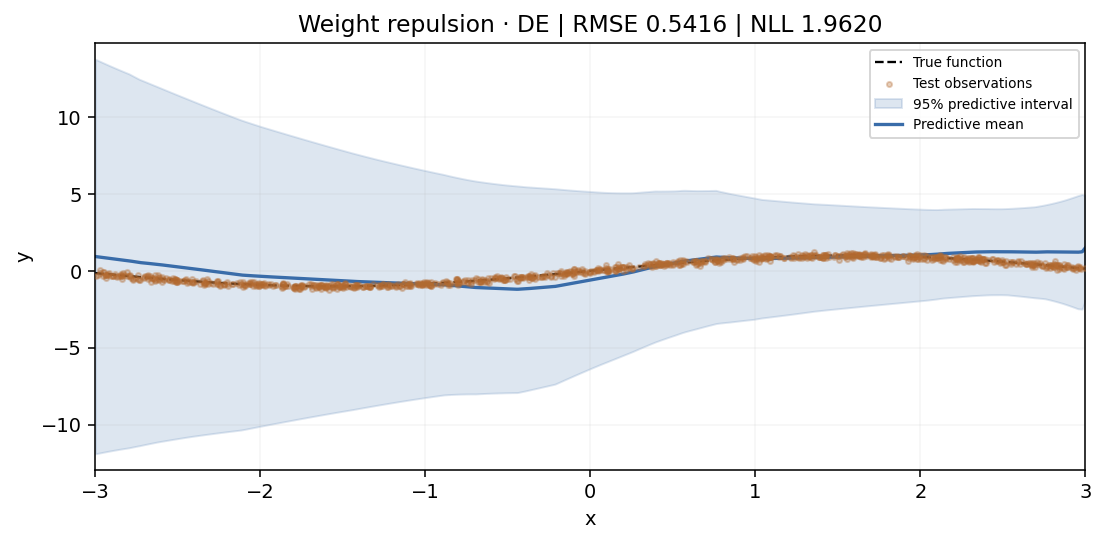 Weight repulsion · DE | RMSE 0.5416 | NLL 1.9620
True function
Test observations
95% predictive interval
Predictive mean
y
10
5
0
−5
−10
−3 −2 −1 0 1 2 3
x